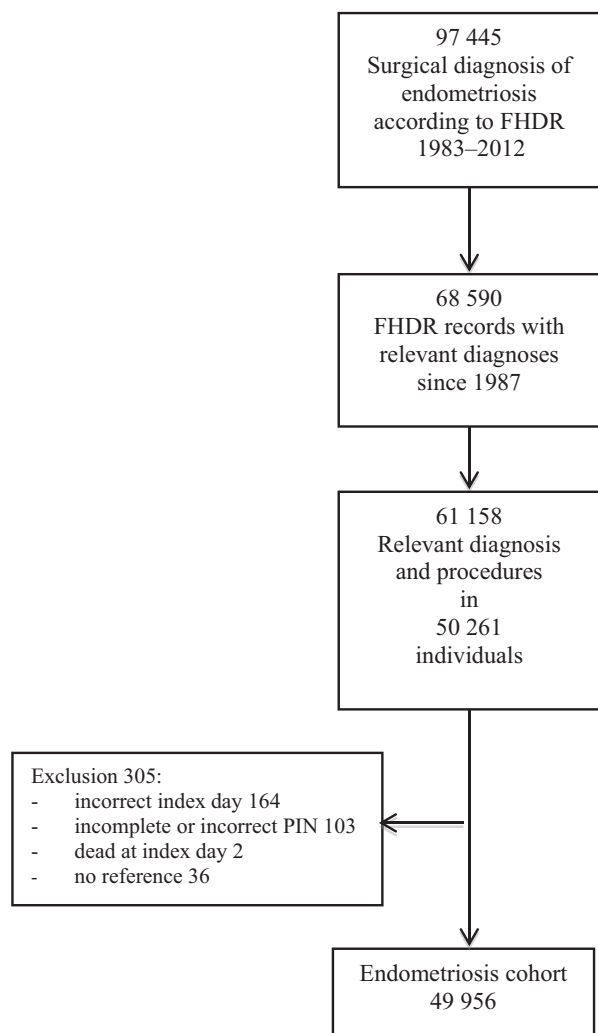 97 445
Surgical diagnosis of
endometriosis
according to FHDR
1983–2012
68 590
FHDR records with
relevant diagnoses
since 1987
61 158
Relevant diagnosis
and procedures
in
50 261
individuals
Exclusion 305:
- incorrect index day 164
- incomplete or incorrect PIN 103
- dead at index day 2
- no reference 36
Endometriosis cohort
49 956